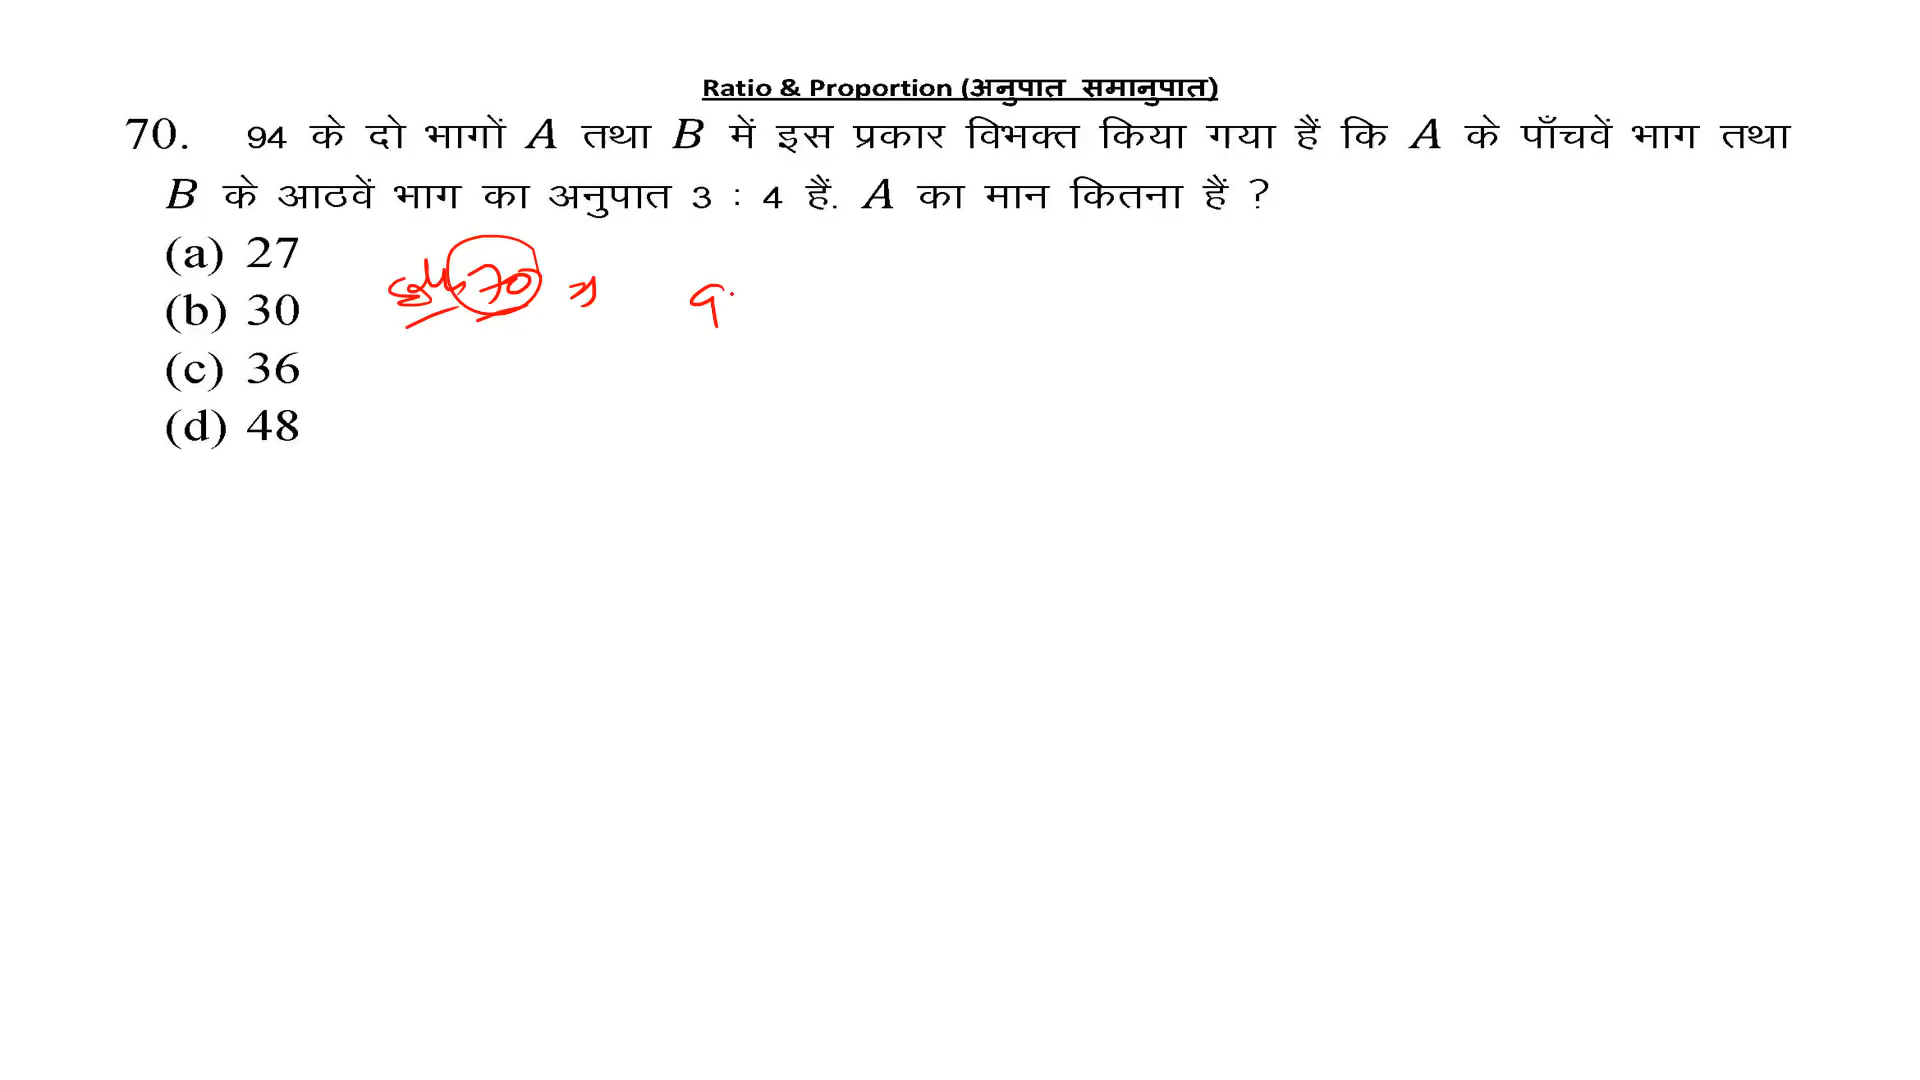 Ratio & Proportion (अनुपात समानुपात)
70. 94 के दो भागों A तथा B में इस प्रकार विभक्त किया गया हैं कि A के पाँचवें भाग तथा
B के आठवें भाग का अनुपात 3 : 4 हैं. A का मान कितना हैं ?
(a) 27
70
(b) 30
(c) 36
(d) 48